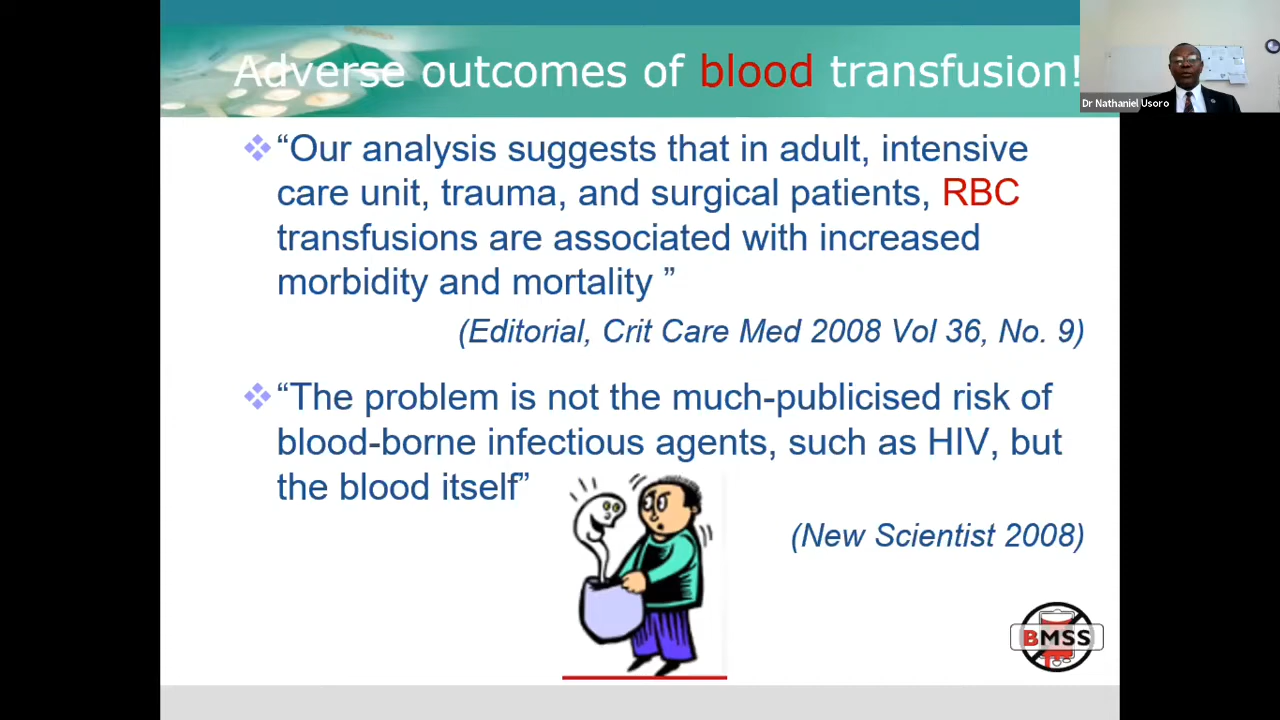 Adverse outcomes of blood transfusion!
Dr Nathaniel Usoro
“Our analysis suggests that in adult, intensive
care unit, trauma, and surgical patients, RBC
transfusions are associated with increased
morbidity and mortality ”
(Editorial, Crit Care Med 2008 Vol 36, No. 9)
“The problem is not the much-publicised risk of
blood-borne infectious agents, such as HIV, but
the blood itself”
(New Scientist 2008)
BMSS